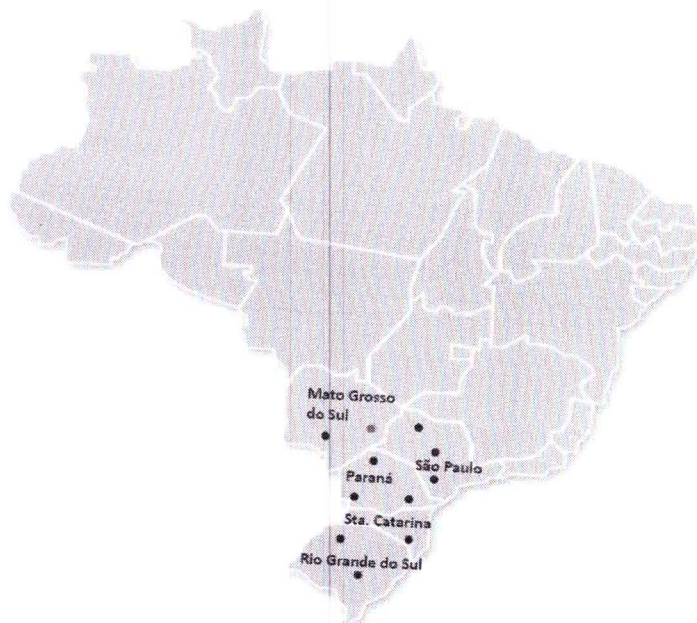 Mato Grosso
do Sul
São Paulo
Paraná
Sta. Catarina
Rio Grande do Sul